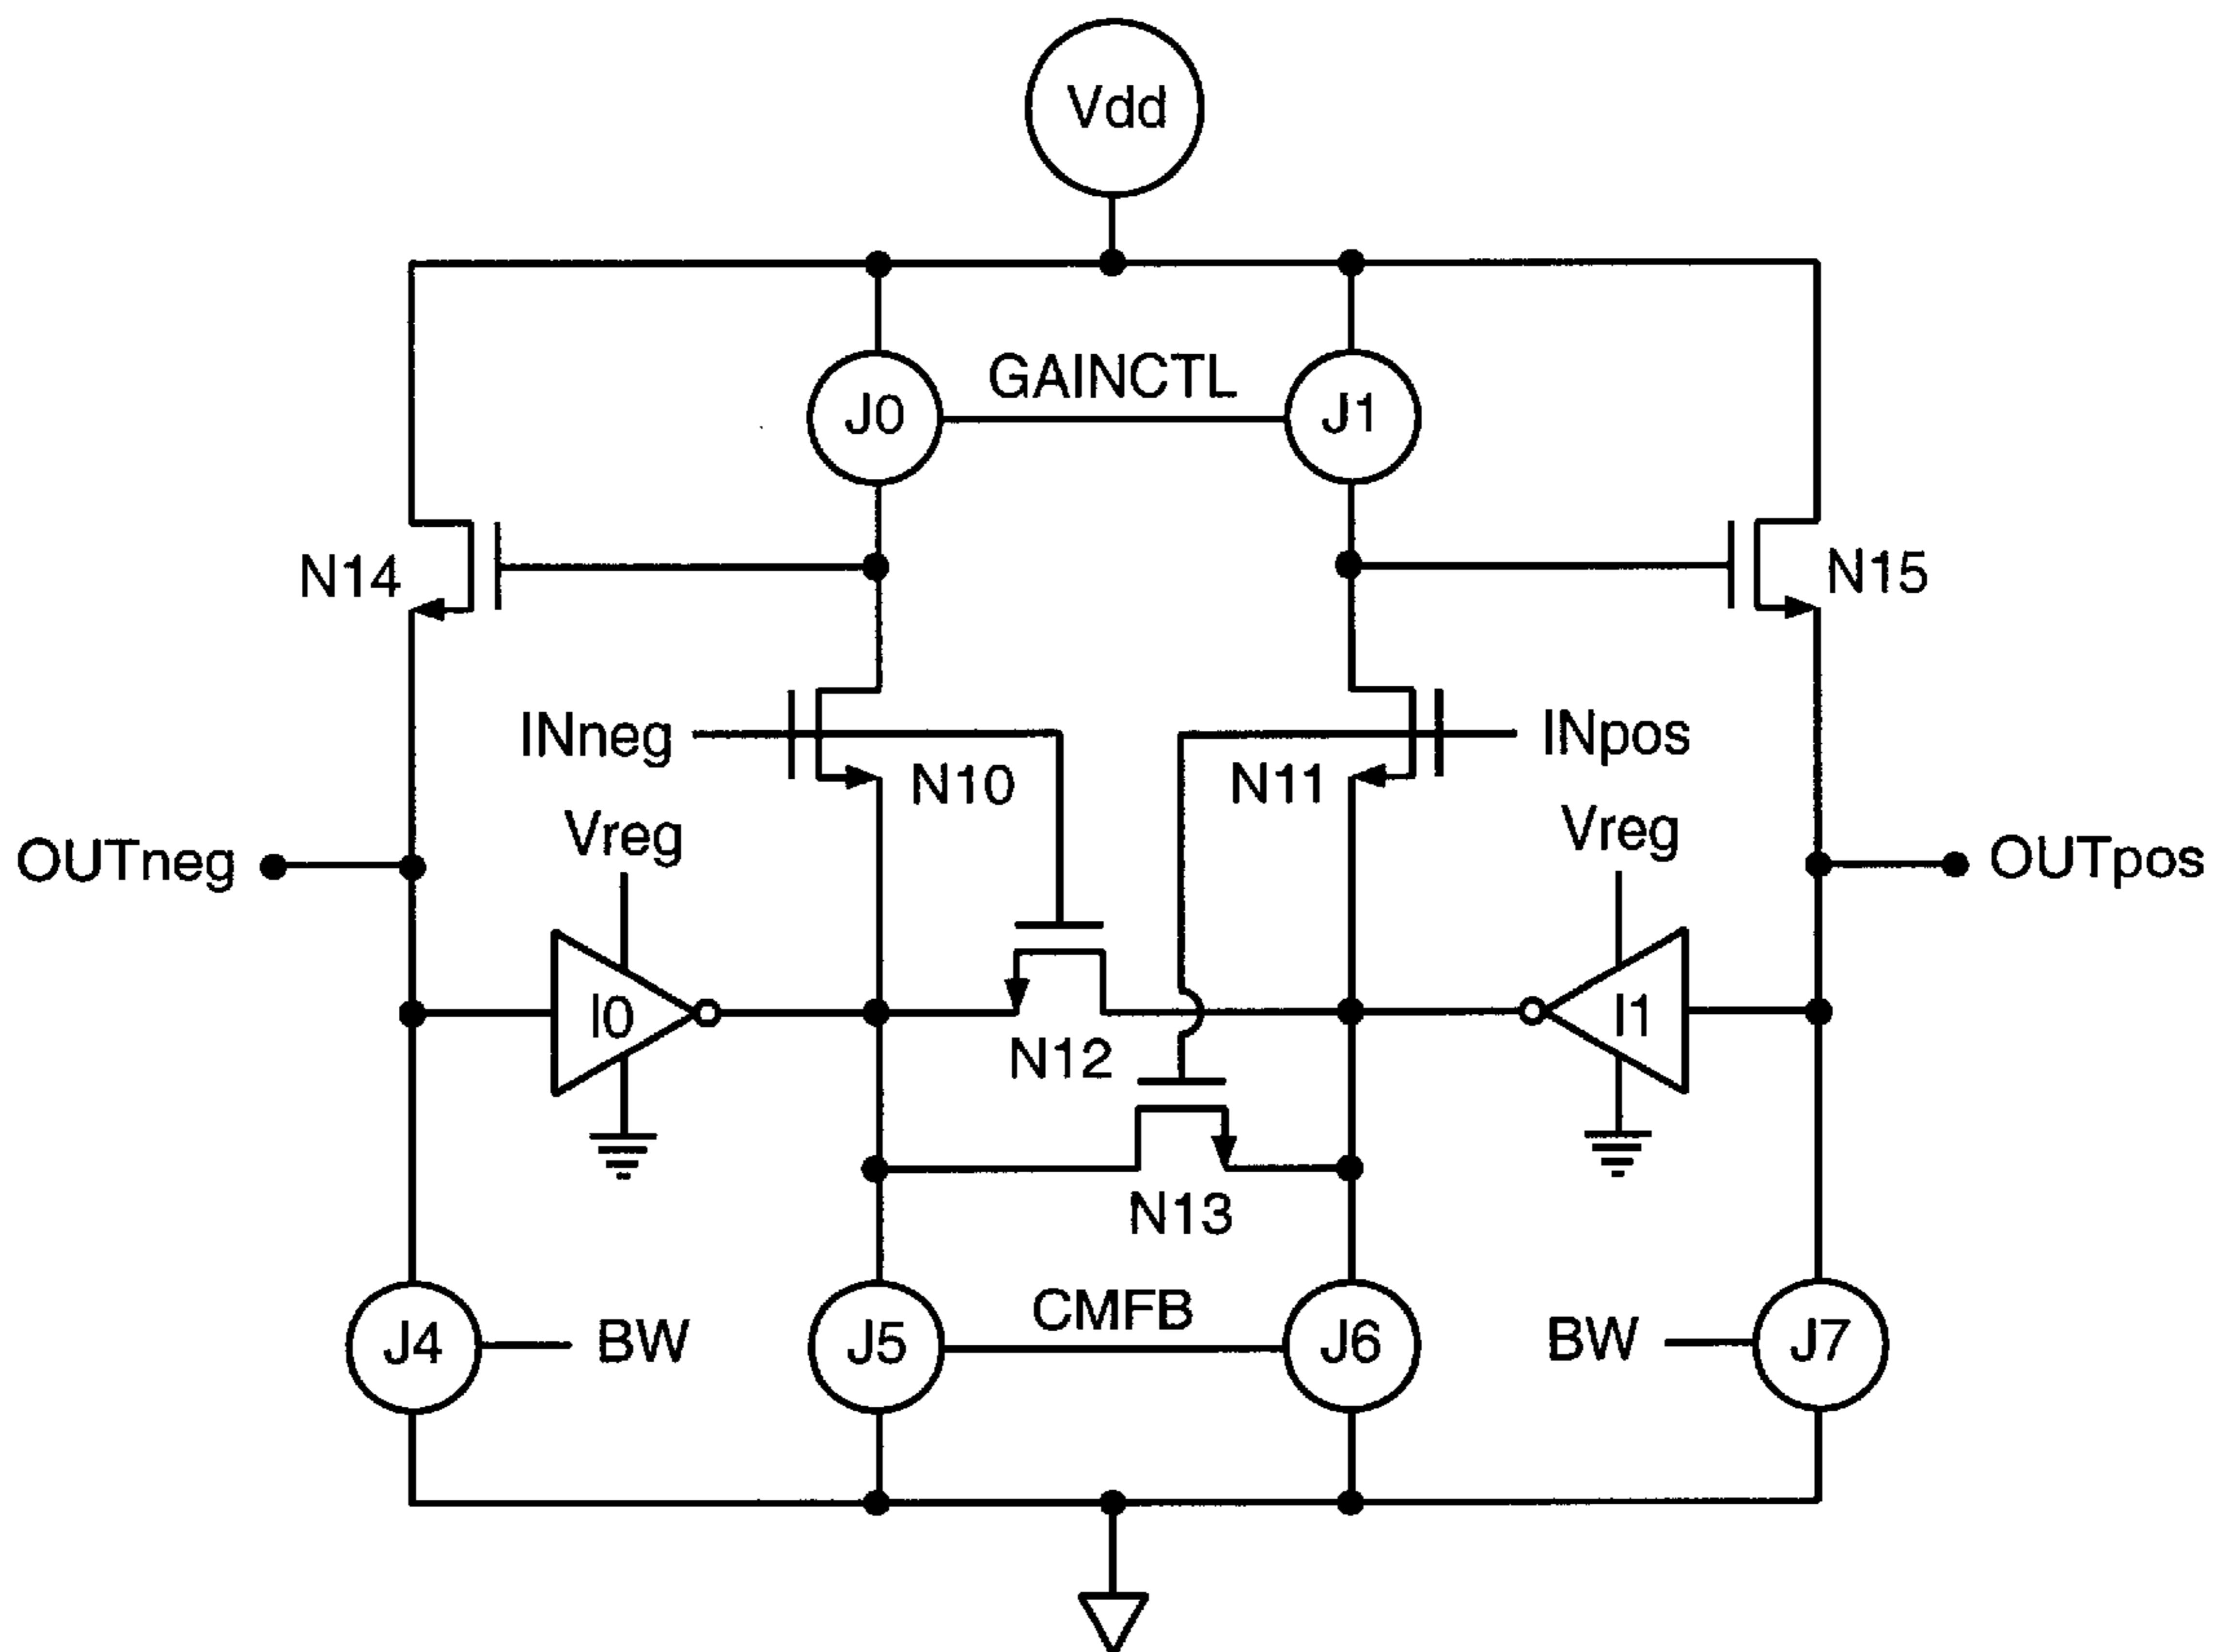 Vdd
GAINCTL
J0
J1
N14
N15
INneg
INpos
N10
N11
Vreg
Vreg
OUTneg
OUTpos
I0
I1
N12
N13
CMFB
J4
BW
J5
J6
BW
J7